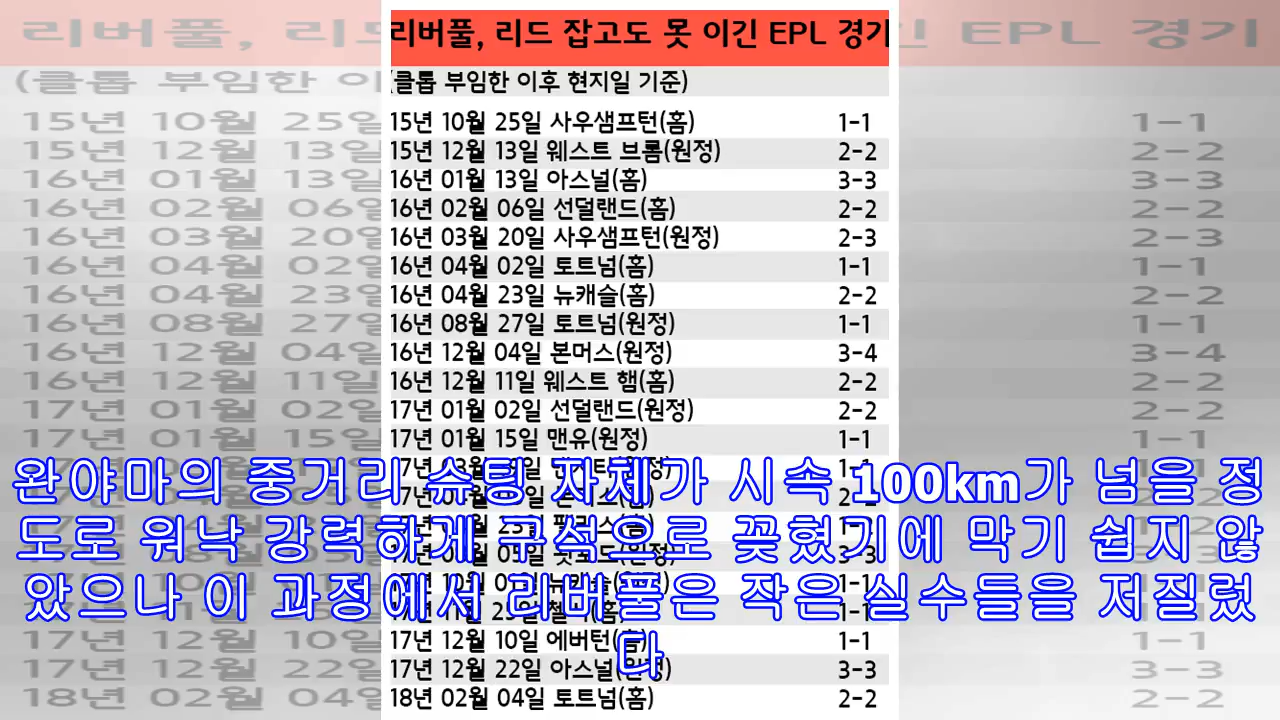 리버풀, 리드 잡고도 못 이긴 EPL 경기
(클롭 부임한 이후 현지일 기준)
15년 10월 25일 사우샘프턴(홈) 1-1
15년 12월 13일 웨스트 브롬(원정) 2-2
16년 01월 13일 아스널(홈) 3-3
16년 02월 06일 선덜랜드(홈) 2-2
16년 03월 20일 사우샘프턴(원정) 2-3
16년 04월 02일 토트넘(홈) 1-1
16년 04월 23일 뉴캐슬(홈) 2-2
16년 08월 27일 토트넘(원정) 1-1
16년 12월 04일 본머스(원정) 3-4
16년 12월 11일 웨스트 햄(홈) 2-2
17년 01월 02일 선덜랜드(원정) 2-2
17년 01월 15일 맨유(원정) 1-1
완야마의 중거리 슈팅 자체가 시속 100km가 넘을 정
도로 워낙 강력하게 구석으로 꽂혔기에 막기 쉽지 않
았으나 이 과정에서 리버풀은 작은 실수들을 저질렀
다
17년 12월 10일 에버턴(홈) 1-1
17년 12월 22일 아스널(원정) 3-3
18년 02월 04일 토트넘(홈) 2-2